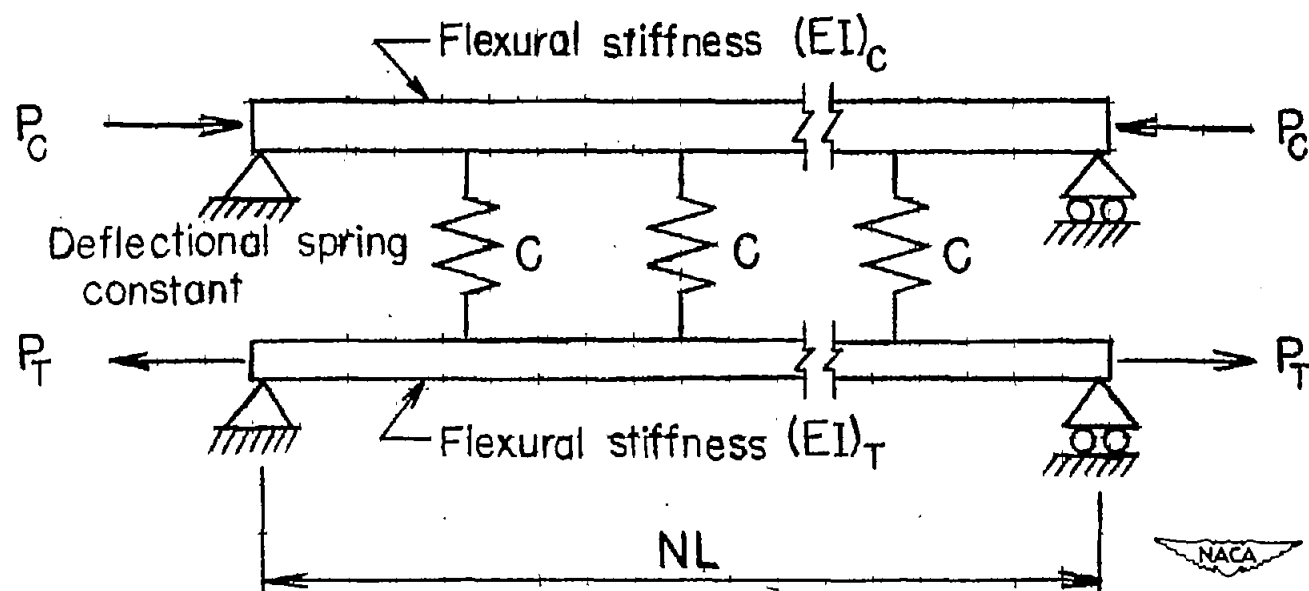 Flexural stiffness (EI)C
PC
PC
Deflectional spring
constant
C
C
C
PT
PT
Flexural stiffness (EI)T
NL
NACA